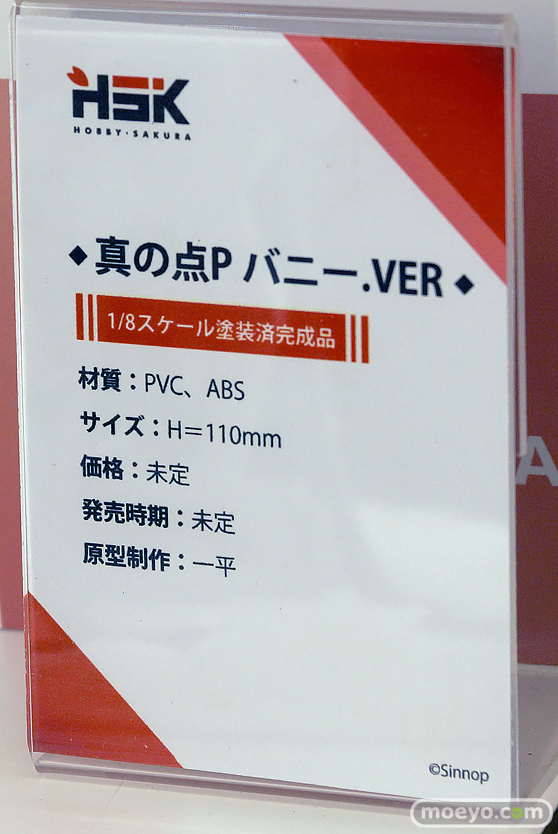 HSK
HOBBY・SAKURA
◆真の点P バニー.VER◆
1/8スケール塗装済完成品
材質：PVC、ABS
サイズ：H＝110mm
価格：未定
発売時期：未定
原型制作：一平
A
©Sinnop
moeyo.com